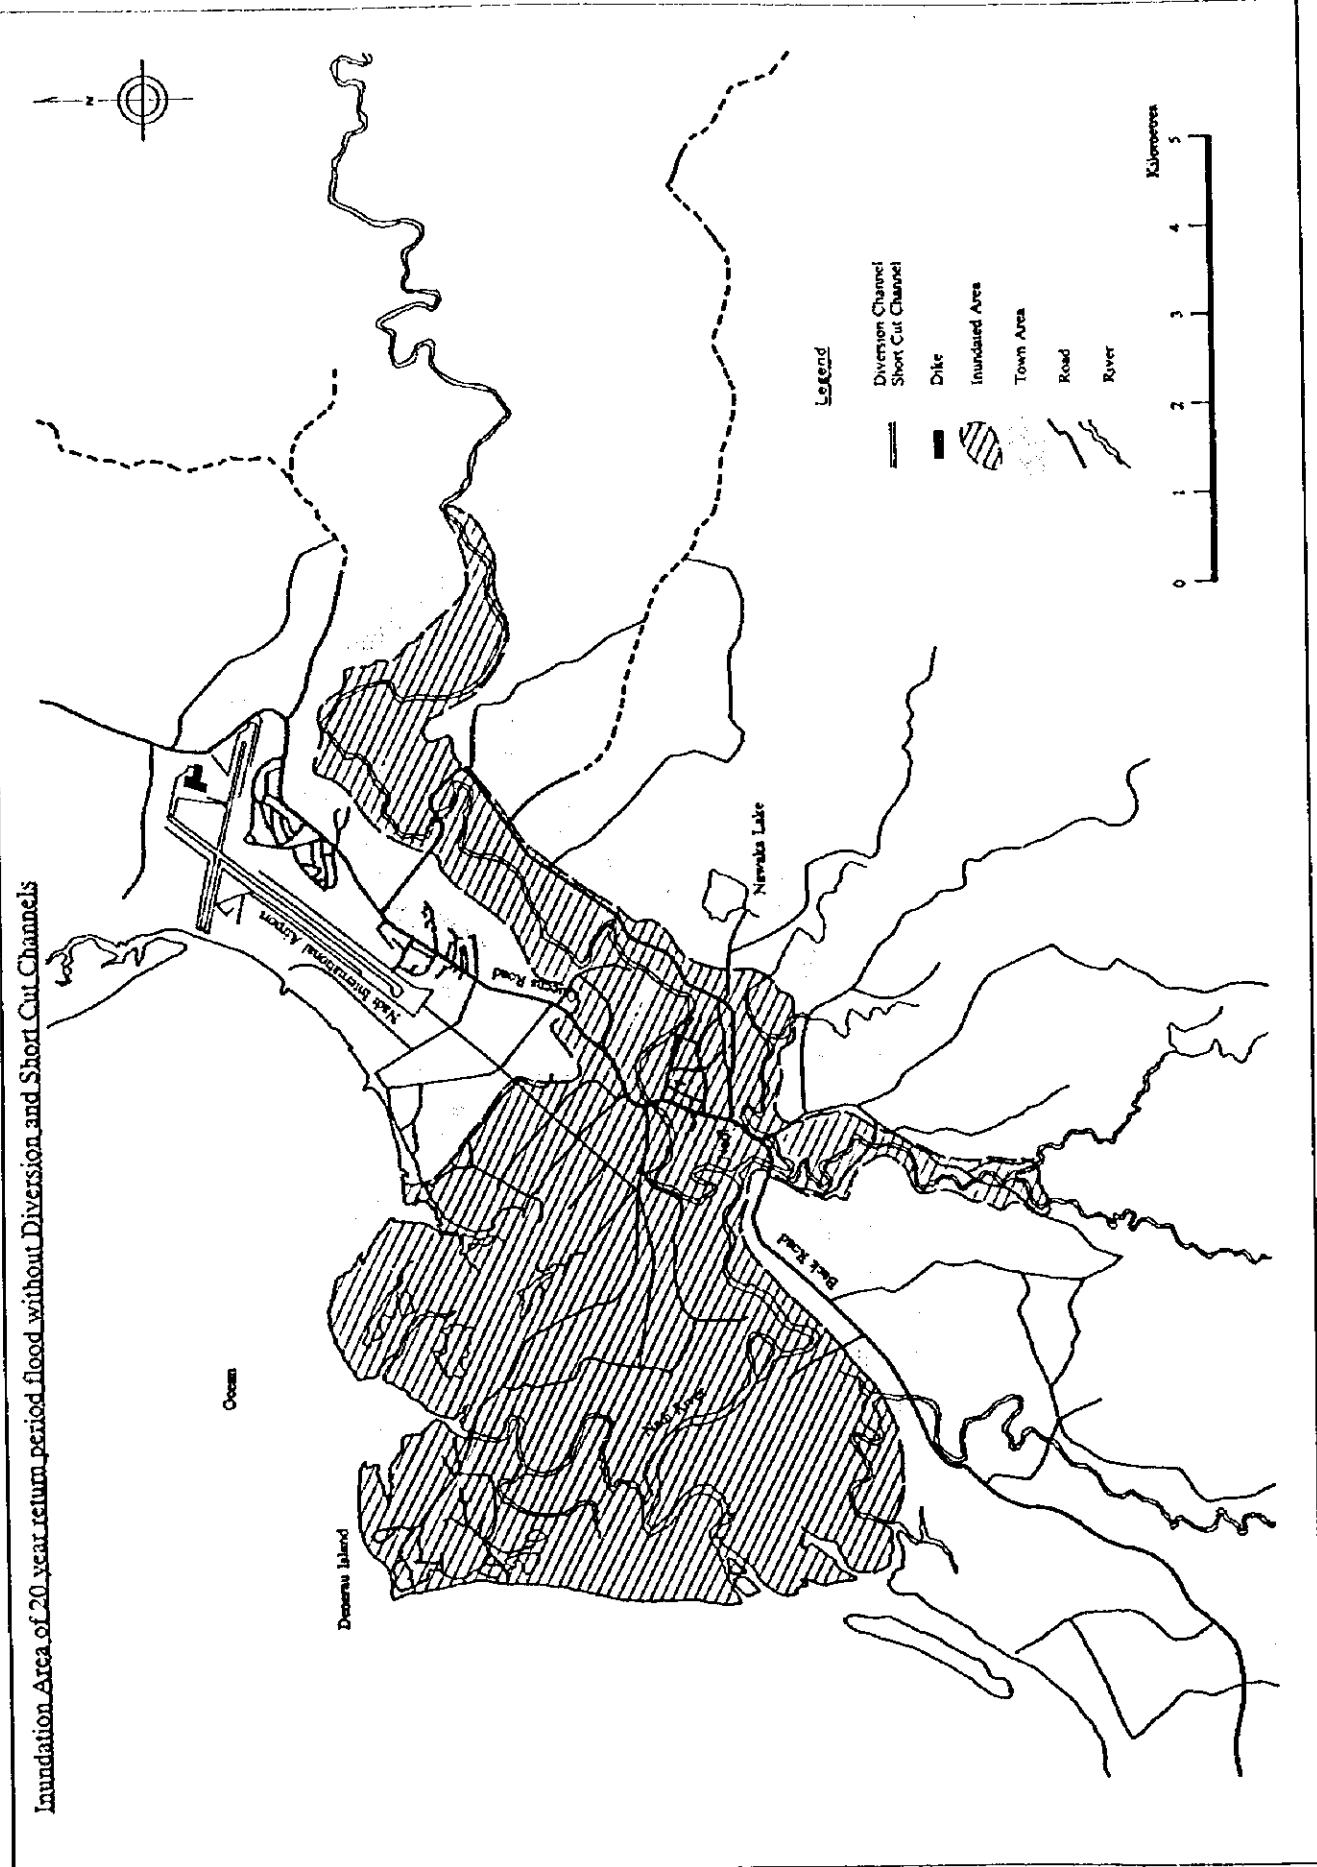 Inundation Area of 20 year return period flood without Diversion and Short Cut Channels
N
Ocean
Denerau Island
Nadi International Airport
Queens Road
Nadi River
Nadi
Back Road
Nawaka Lake
Legend
Diversion Channel
Short Cut Channel
Dike
Inundated Area
Town Area
Road
River
Kilometres
0 1 2 3 4 5